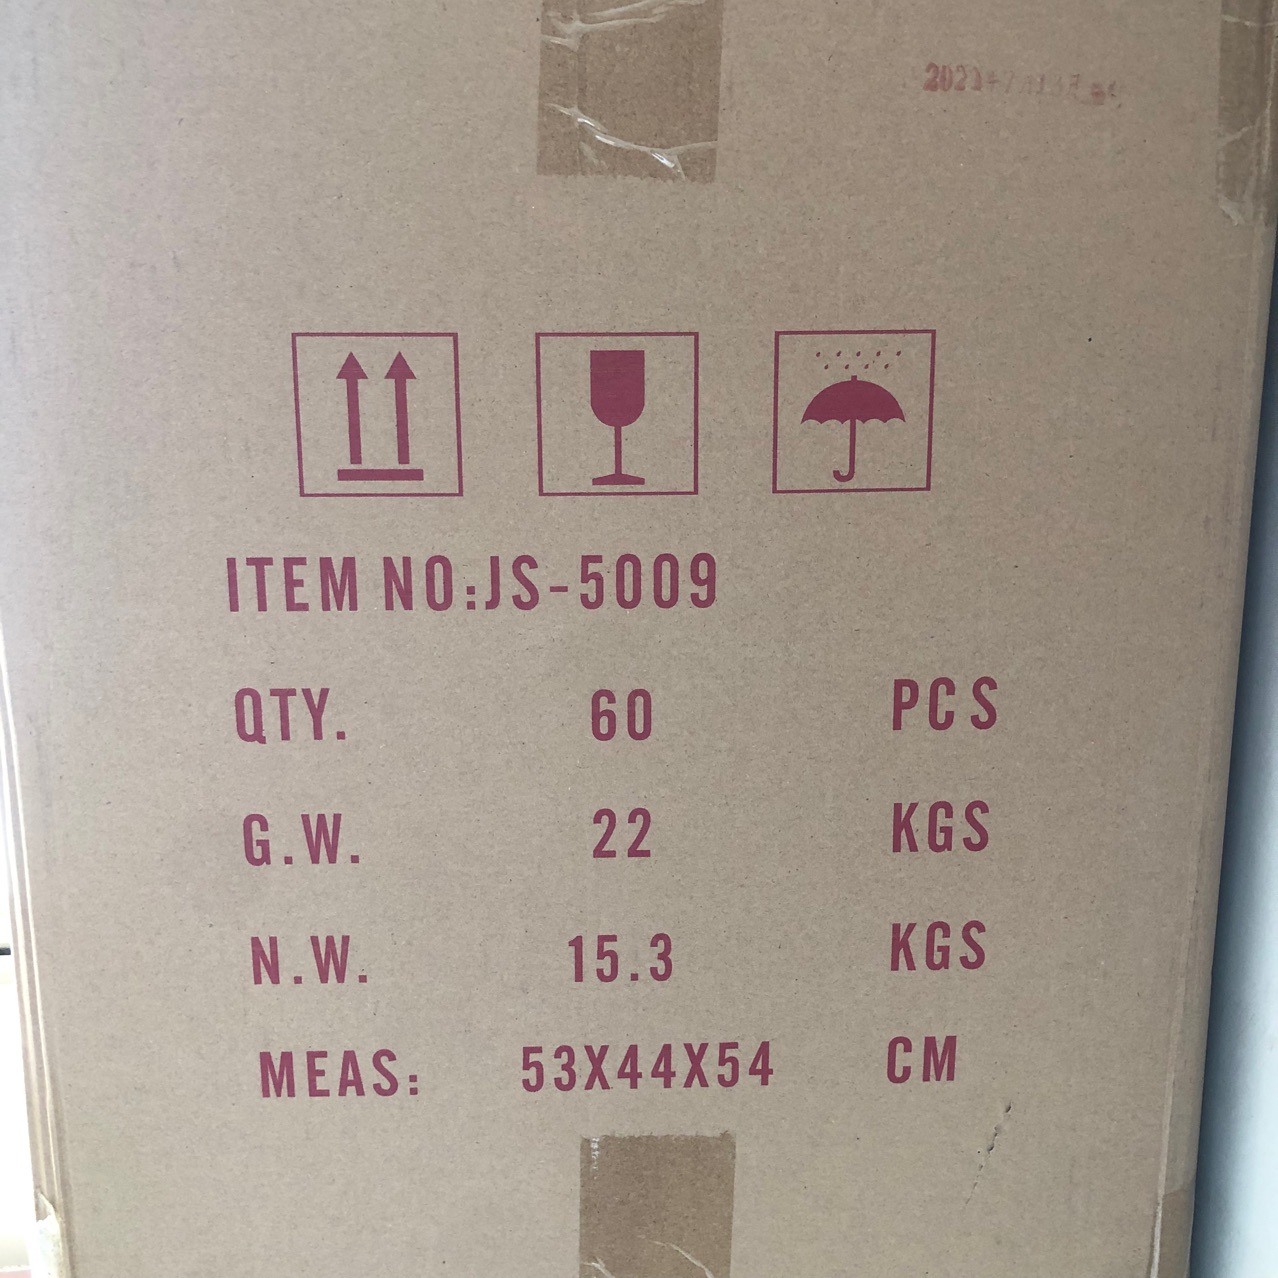 ITEM NO:JS-5009
QTY. 60 PCS
G.W. 22 KGS
N.W. 15.3 KGS
MEAS: 53X44X54 CM